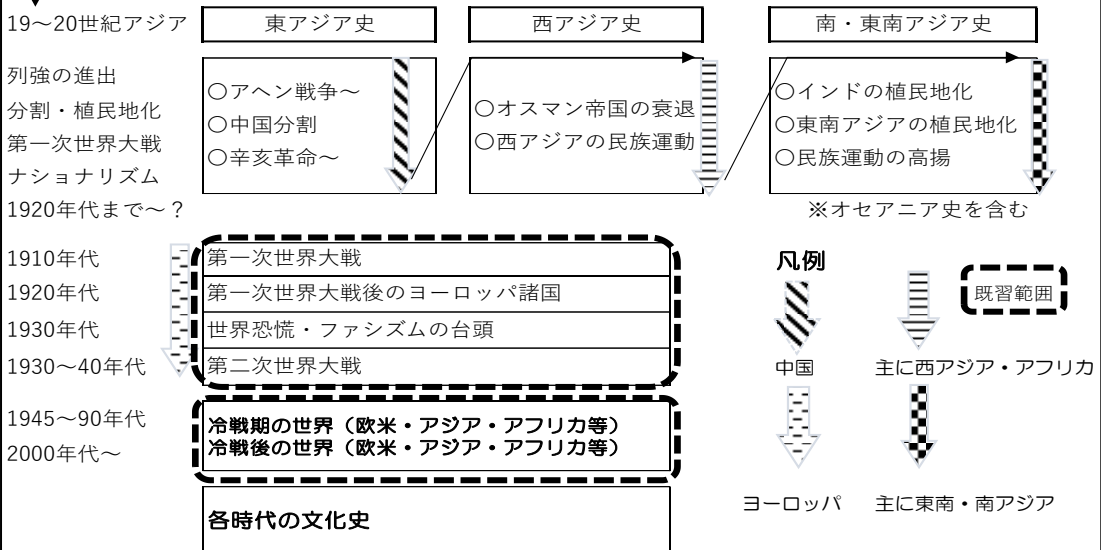 19～20世紀アジア
東アジア史
西アジア史
南・東南アジア史
列強の進出
分割・植民地化
第一次世界大戦
ナショナリズム
1920年代まで～？
○アヘン戦争～
○中国分割
○辛亥革命～
○オスマン帝国の衰退
○西アジアの民族運動
○インドの植民地化
○東南アジアの植民地化
○民族運動の高揚
※オセアニア史を含む
1910年代
第一次世界大戦
1920年代
第一次世界大戦後のヨーロッパ諸国
1930年代
世界恐慌・ファシズムの台頭
1930～40年代
第二次世界大戦
1945～90年代
2000年代～
冷戦期の世界（欧米・アジア・アフリカ等）
冷戦後の世界（欧米・アジア・アフリカ等）
各時代の文化史
凡例
既習範囲
中国
主に西アジア・アフリカ
ヨーロッパ
主に東南・南アジア